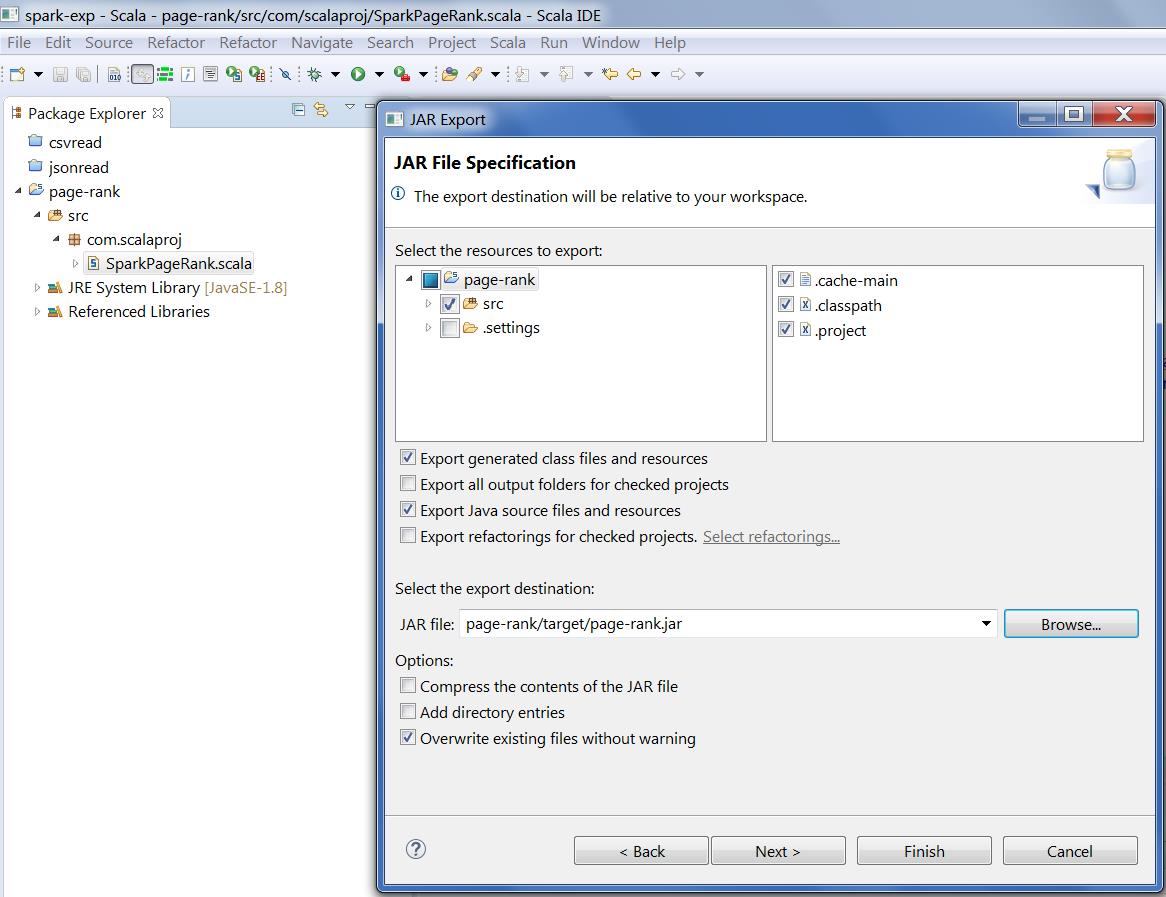 spark-exp - Scala - page-rank/src/com/scalaproj/SparkPageRank.scala - Scala IDE
File Edit Source Refactor Refactor Navigate Search Project Scala Run Window Help
Package Explorer
csvread
jsonread
page-rank
src
com.scalaproj
SparkPageRank.scala
JRE System Library [JavaSE-1.8]
Referenced Libraries
JAR Export
JAR File Specification
The export destination will be relative to your workspace.
Select the resources to export:
page-rank
src
.settings
.cache-main
.classpath
.project
Export generated class files and resources
Export all output folders for checked projects
Export Java source files and resources
Export refactorings for checked projects. Select refactorings...
Select the export destination:
JAR file: page-rank/target/page-rank.jar Browse...
Options:
Compress the contents of the JAR file
Add directory entries
Overwrite existing files without warning
? < Back Next > Finish Cancel